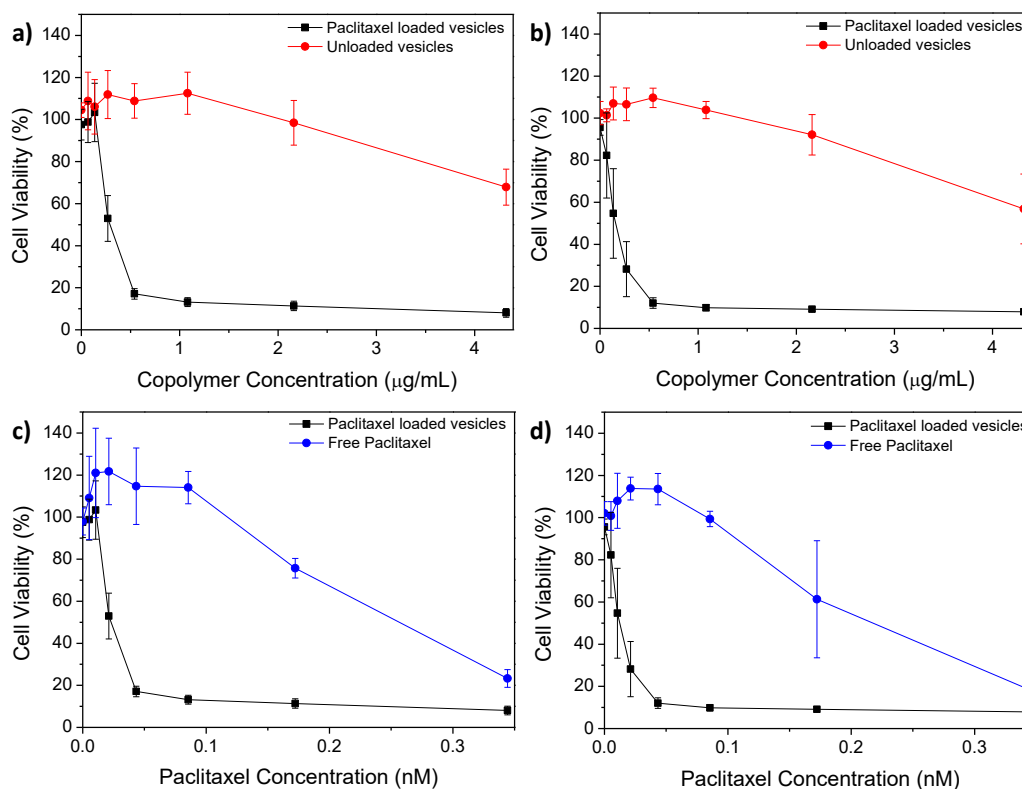 a)
Paclitaxel loaded vesicles
Unloaded vesicles
Cell Viability (%)
140
120
100
80
60
40
20
0
0 1 2 3 4
Copolymer Concentration (μg/mL)
b)
Paclitaxel loaded vesicles
Unloaded vesicles
Cell Viability (%)
140
120
100
80
60
40
20
0
0 1 2 3 4
Copolymer Concentration (μg/mL)
c)
Paclitaxel loaded vesicles
Free Paclitaxel
Cell Viability (%)
140
120
100
80
60
40
20
0
0.0 0.1 0.2 0.3
Paclitaxel Concentration (nM)
d)
Paclitaxel loaded vesicles
Free Paclitaxel
Cell Viability (%)
140
120
100
80
60
40
20
0
0.0 0.1 0.2 0.3
Paclitaxel Concentration (nM)